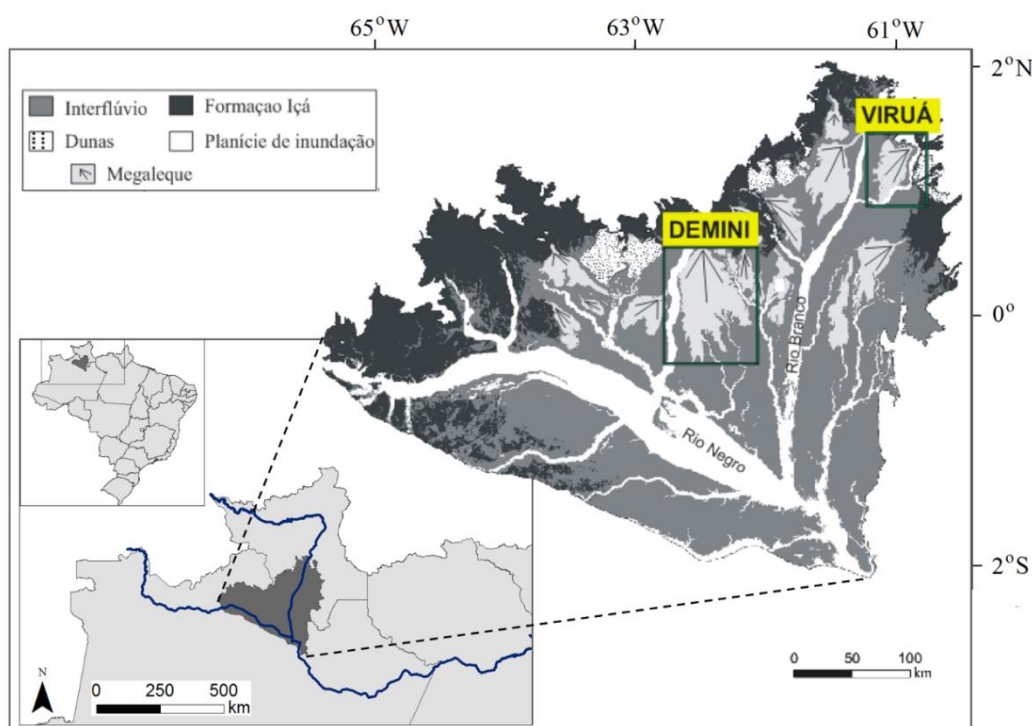 65°W 63°W 61°W
2°N
Interflúvio Formaçao Içá
Dunas Planície de inundação
Megaleque
VIRUÁ
DEMINI
0°
Rio Branco
Rio Negro
2°S
N
0 250 500
km
0 50 100
km